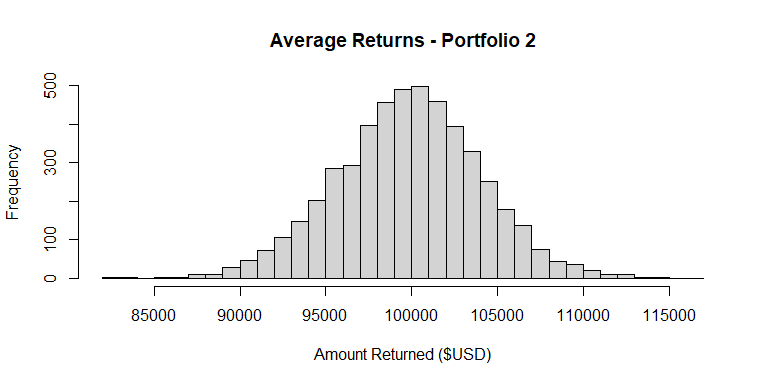 Average Returns - Portfolio 2
Frequency
500
300
100
0
85000 90000 95000 100000 105000 110000 115000
Amount Returned ($USD)